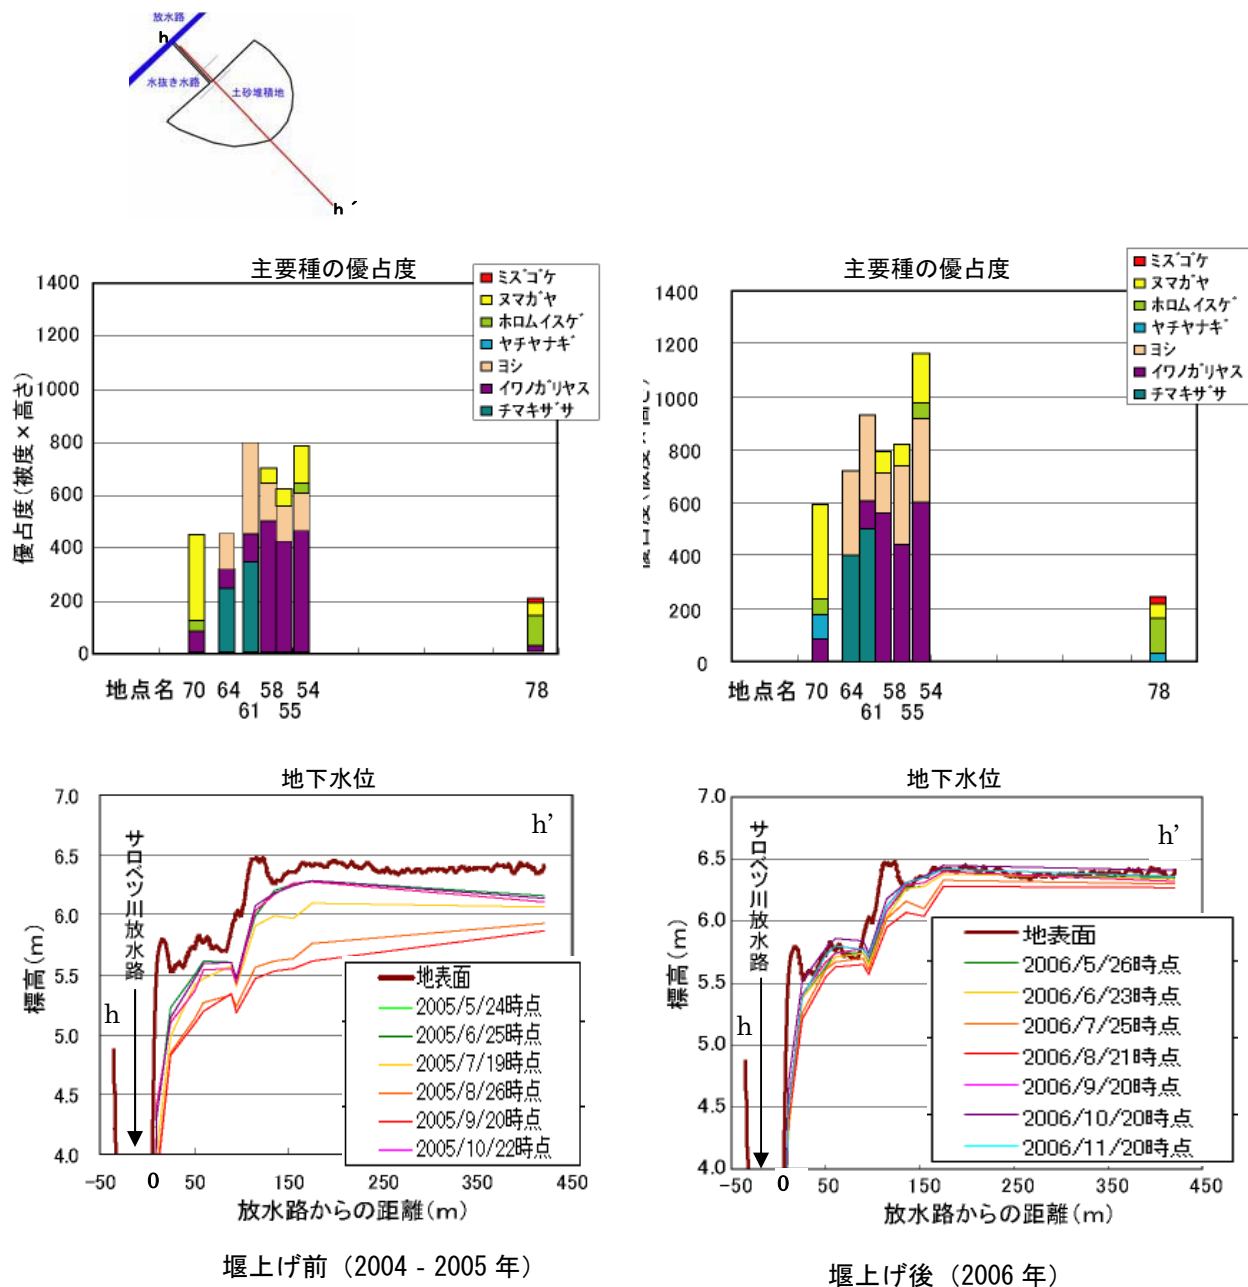 放水路
h
水抜き水路
土砂堆積地
h´
主要種の優占度
1400
1200
1000
800
600
400
200
0
優占度(被度×高さ)
ミズゴケ
ヌマガヤ
ホロムイスゲ
ヤチヤナギ
ヨシ
イワノガリヤス
チマキザサ
地点名 70 64 58 54 78
61 55
主要種の優占度
1400
1200
1000
800
600
400
200
0
ミズゴケ
ヌマガヤ
ホロムイスゲ
ヤチヤナギ
ヨシ
イワノガリヤス
チマキザサ
地点名 70 64 58 54 78
61 55
地下水位
7.0
6.5
6.0
5.5
5.0
4.5
4.0
標高(m)
サロベツ川放水路
h
h’
地表面
2005/5/24時点
2005/6/25時点
2005/7/19時点
2005/8/26時点
2005/9/20時点
2005/10/22時点
-50 0 50 150 250 350 450
放水路からの距離(m)
堰上げ前(2004 - 2005 年)
地下水位
7.0
6.5
6.0
5.5
5.0
4.5
4.0
標高(m)
サロベツ川放水路
h
h’
地表面
2006/5/26時点
2006/6/23時点
2006/7/25時点
2006/8/21時点
2006/9/20時点
2006/10/20時点
2006/11/20時点
-50 0 50 150 250 350 450
放水路からの距離(m)
堰上げ後(2006 年)